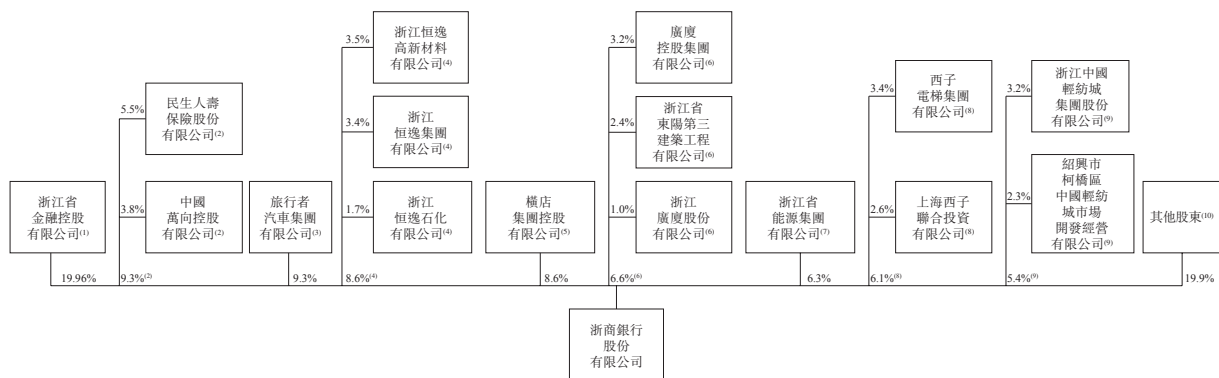 3.5%
浙江恒逸
高新材料
有限公司(4)
3.2%
廣廈
控股集團
有限公司(6)
5.5%
民生人壽
保險股份
有限公司(2)
3.4%
浙江
恒逸集團
有限公司(4)
2.4%
浙江省
東陽第三
建築工程
有限公司(6)
3.4%
西子
電梯集團
有限公司(8)
3.2%
浙江中國
輕紡城
集團股份
有限公司(9)
浙江省
金融控股
有限公司(1)
3.8%
中國
萬向控股
有限公司(2)
旅行者
汽車集團
有限公司(3)
1.7%
浙江
恒逸石化
有限公司(4)
橫店
集團控股
有限公司(5)
1.0%
浙江
廣廈股份
有限公司(6)
浙江省
能源集團
有限公司(7)
2.6%
上海西子
聯合投資
有限公司(8)
2.3%
紹興市
柯橋區
中國輕紡
城市場
開發經營
有限公司(9)
其他股東(10)
19.96%
9.3%(2)
9.3%
8.6%(4)
8.6%
6.6%(6)
6.3%
6.1%(8)
5.4%(9)
19.9%
浙商銀行
股份
有限公司